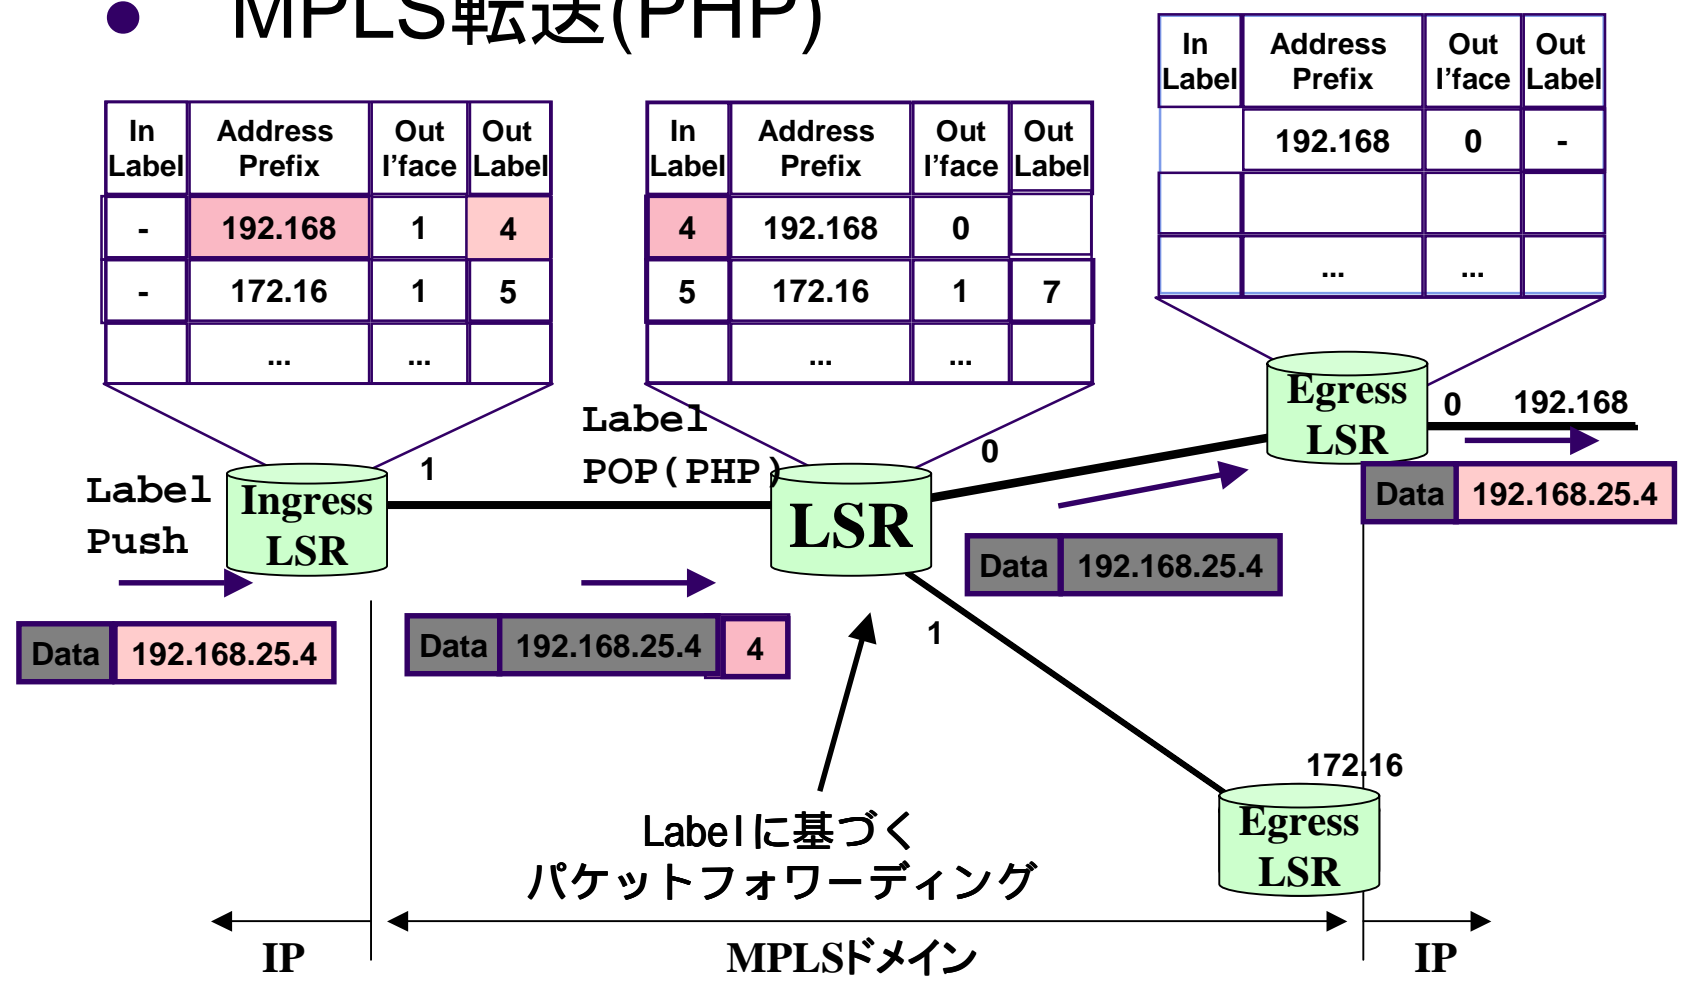 ● MPLS転送(PHP)
In Label Address Prefix Out I'face Out Label
- 192.168 1 4
- 172.16 1 5
... ...
In Label Address Prefix Out I'face Out Label
4 192.168 0
5 172.16 1 7
... ...
In Label Address Prefix Out I'face Out Label
192.168 0 -
... ...
Label
Push
Ingress
LSR
1
Label
POP(PHP)
LSR
0
1
Egress
LSR
0
192.168
Data 192.168.25.4
Data 192.168.25.4 4
Data 192.168.25.4
Data 192.168.25.4
172.16
Egress
LSR
Labelに基づく
パケットフォワーディング
IP
MPLSドメイン
IP